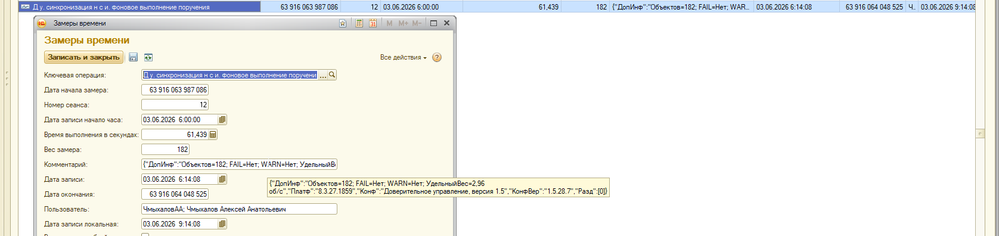 Д у. синхронизация н с и. фоновое выполнение поручения 63 916 063 987 086 12 03.06.2026 6:00:00 61,439 182 {"ДопИнф":"Объектов=182; FAIL=Нет; WAR... 03.06.2026 6:14:08 63 916 064 048 525 Ч... 03.06.2026 9:14:08
Замеры времени
M M+ M-
Замеры времени
Записать и закрыть Все действия
Ключевая операция: Д у. синхронизация н с и. фоновое выполнение поручени ...
Дата начала замера: 63 916 063 987 086
Номер сеанса: 12
Дата записи начало часа: 03.06.2026 6:00:00
Время выполнения в секундах: 61,439
Вес замера: 182
Комментарий: {"ДопИнф":"Объектов=182; FAIL=Нет; WARN=Нет; УдельныйВ
Дата записи: 03.06.2026 6:14:08
{"ДопИнф":"Объектов=182; FAIL=Нет; WARN=Нет; УдельныйВес=2,96
об/с","Платф":"8.3.27.1859","Конф":"Доверительное управление, версия 1.5","КонфВер":"1.5.28.7","Разд":[0]}
Дата окончания: 63 916 064 048 525
Пользователь: ЧмыхаловАА; Чмыхалов Алексей Анатольевич
Дата записи локальная: 03.06.2026 9:14:08